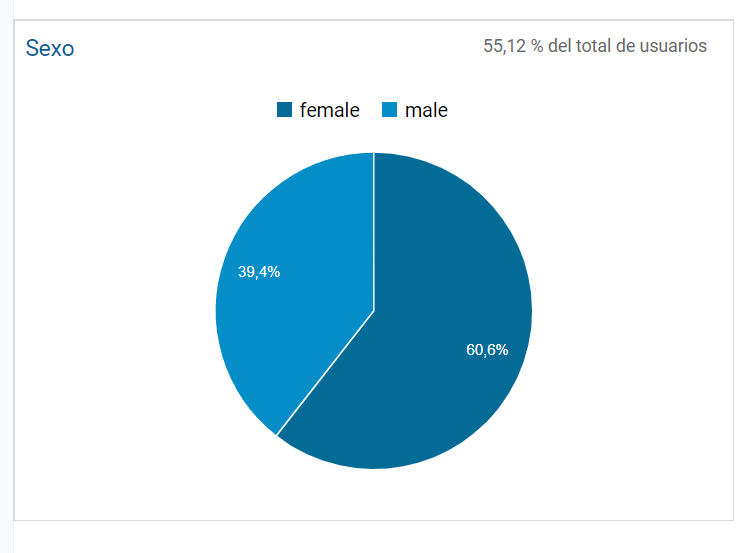 Sexo
55,12 % del total de usuarios
female
male
39,4%
60,6%